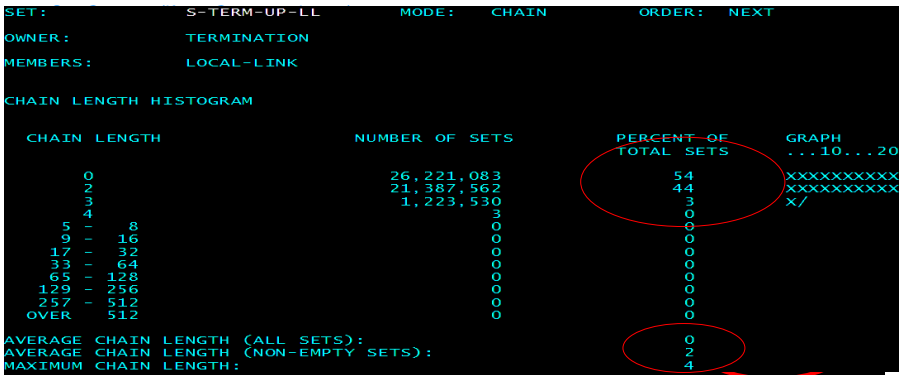 SET: S-TERM-UP-LL MODE: CHAIN ORDER: NEXT
OWNER: TERMINATION
MEMBERS: LOCAL-LINK
CHAIN LENGTH HISTOGRAM
CHAIN LENGTH NUMBER OF SETS PERCENT OF GRAPH
TOTAL SETS ...10...20
0 26,221,083 54 XXXXXXXXXX
2 21,387,562 44 XXXXXXXXXX
3 1,223,530 3 X/
4 3 0
5 - 8 0 0
9 - 16 0 0
17 - 32 0 0
33 - 64 0 0
65 - 128 0 0
129 - 256 0 0
257 - 512 0 0
OVER 512 0 0
AVERAGE CHAIN LENGTH (ALL SETS): 0
AVERAGE CHAIN LENGTH (NON-EMPTY SETS): 2
MAXIMUM CHAIN LENGTH: 4